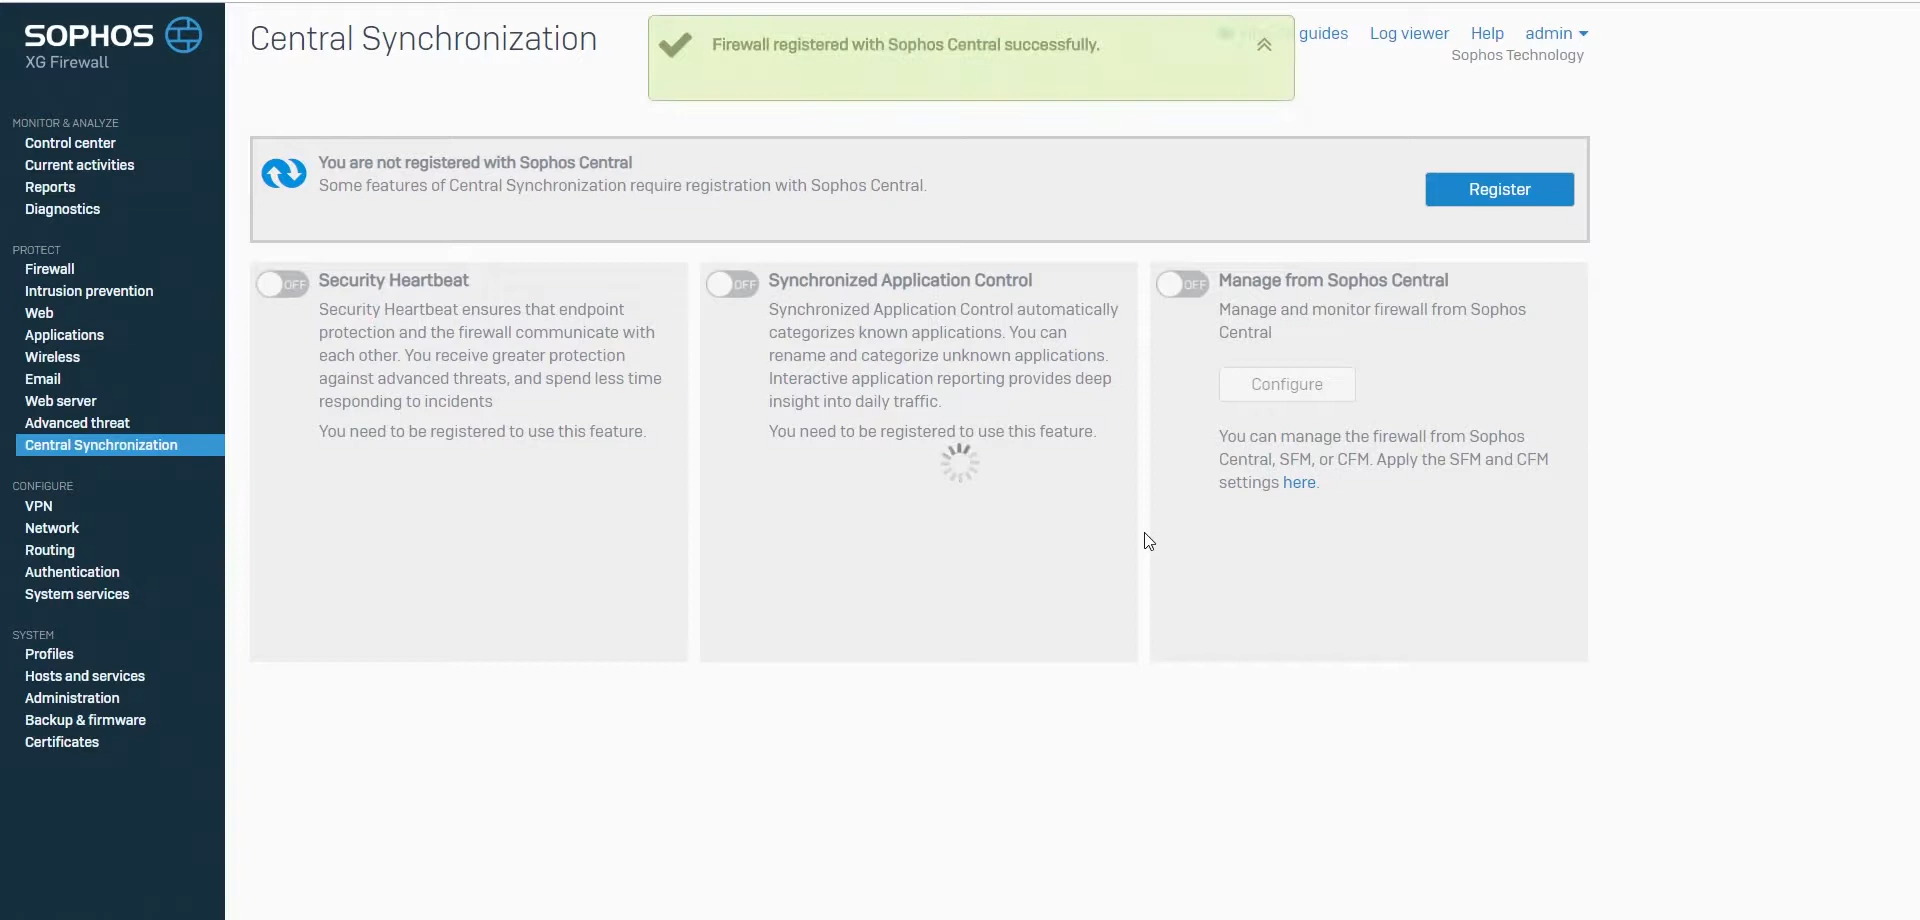 SOPHOS
XG Firewall
Central Synchronization
Firewall registered with Sophos Central successfully.
guides
Log viewer
Help
admin
Sophos Technology
MONITOR & ANALYZE
Control center
Current activities
Reports
Diagnostics
PROTECT
Firewall
Intrusion prevention
Web
Applications
Wireless
Email
Web server
Advanced threat
Central Synchronization
CONFIGURE
VPN
Network
Routing
Authentication
System services
SYSTEM
Profiles
Hosts and services
Administration
Backup & firmware
Certificates
You are not registered with Sophos Central
Some features of Central Synchronization require registration with Sophos Central.
Register
OFF
Security Heartbeat
Security Heartbeat ensures that endpoint
protection and the firewall communicate with
each other. You receive greater protection
against advanced threats, and spend less time
responding to incidents
You need to be registered to use this feature.
OFF
Synchronized Application Control
Synchronized Application Control automatically
categorizes known applications. You can
rename and categorize unknown applications.
Interactive application reporting provides deep
insight into daily traffic.
You need to be registered to use this feature.
OFF
Manage from Sophos Central
Manage and monitor firewall from Sophos
Central
Configure
You can manage the firewall from Sophos
Central, SFM, or CFM. Apply the SFM and CFM
settings here.